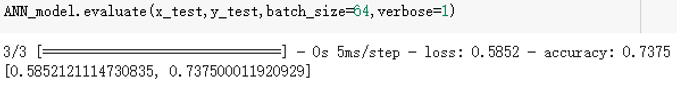 ANN_model.evaluate(x_test,y_test,batch_size=64,verbose=1)
3/3 [==============================] - 0s 5ms/step - loss: 0.5852 - accuracy: 0.7375
[0.5852121114730835, 0.737500011920929]